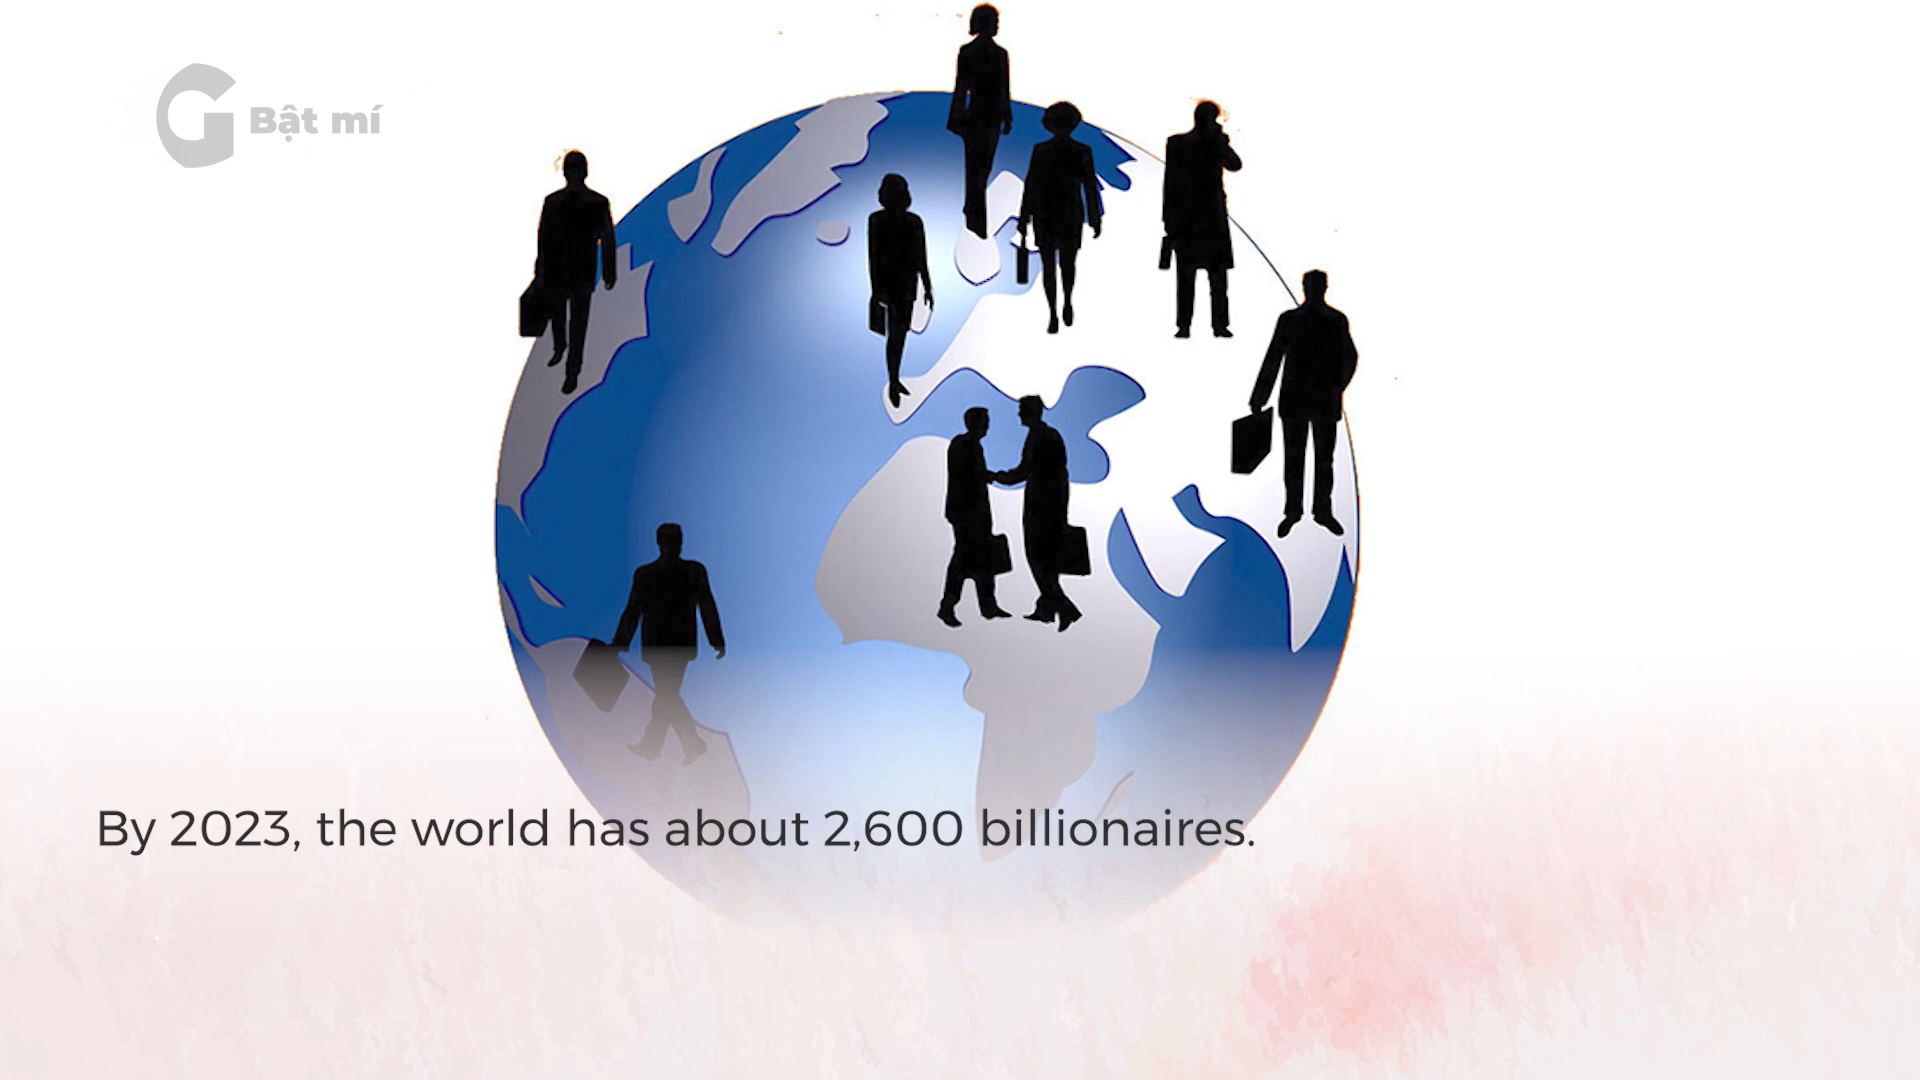 G Bật mí
By 2023, the world has about 2,600 billionaires.